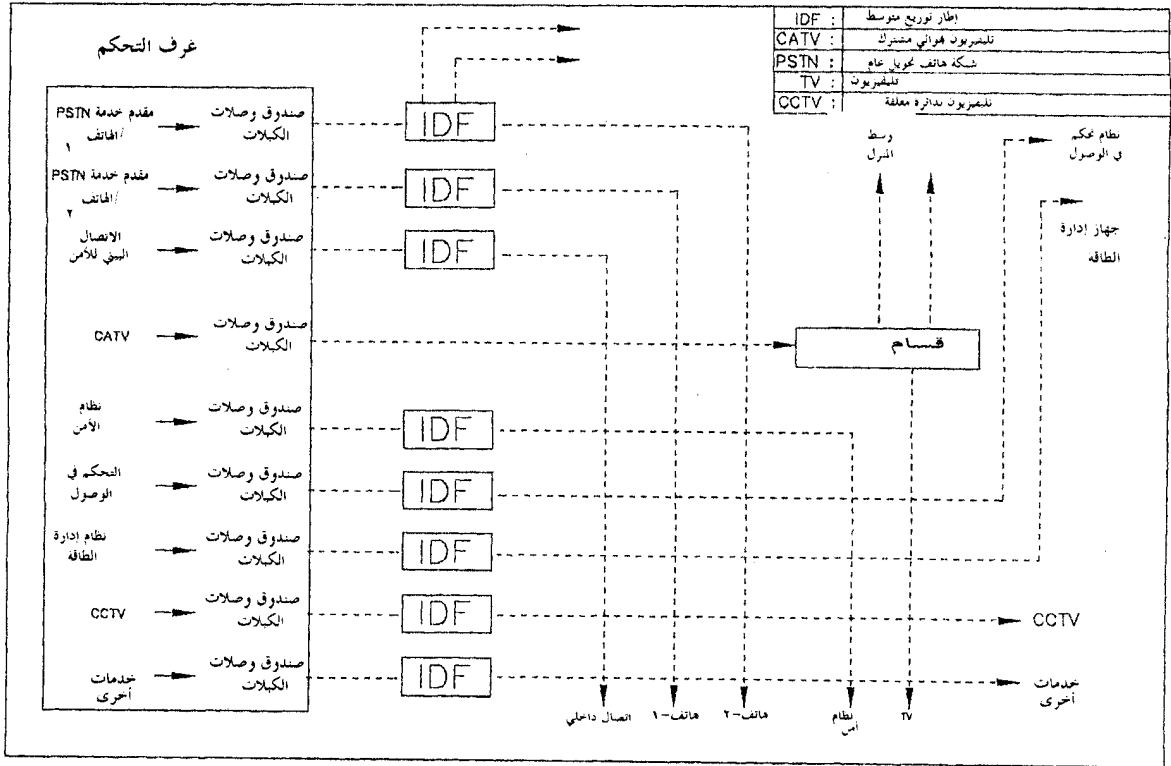 غرف التحكم
IDF : إطار توزيع متوسط
CATV : تليفزيون هوائي مشترك
PSTN : شبكة هاتف تحويل عام
TV : تليفزيون
CCTV : تليفزيون بدائرة مغلقة
مقدم خدمة PSTN
/الهاتف
١
صندوق وصلات
الكبلات
IDF
مقدم خدمة PSTN
/الهاتف
٢
صندوق وصلات
الكبلات
IDF
الاتصال
البيني للأمن
صندوق وصلات
الكبلات
IDF
CATV
صندوق وصلات
الكبلات
قسام
وسط
المنزل
نظام تحكم
في الوصول
جهاز إدارة
الطاقه
نظام
الأمن
صندوق وصلات
الكبلات
IDF
التحكم في
الوصول
صندوق وصلات
الكبلات
IDF
نظام إدارة
الطاقة
صندوق وصلات
الكبلات
IDF
CCTV
صندوق وصلات
الكبلات
IDF
CCTV
خدمات
أخرى
صندوق وصلات
الكبلات
IDF
خدمات
أخرى
اتصال داخلي
هاتف-١
هاتف-٢
نظام
أمن
TV